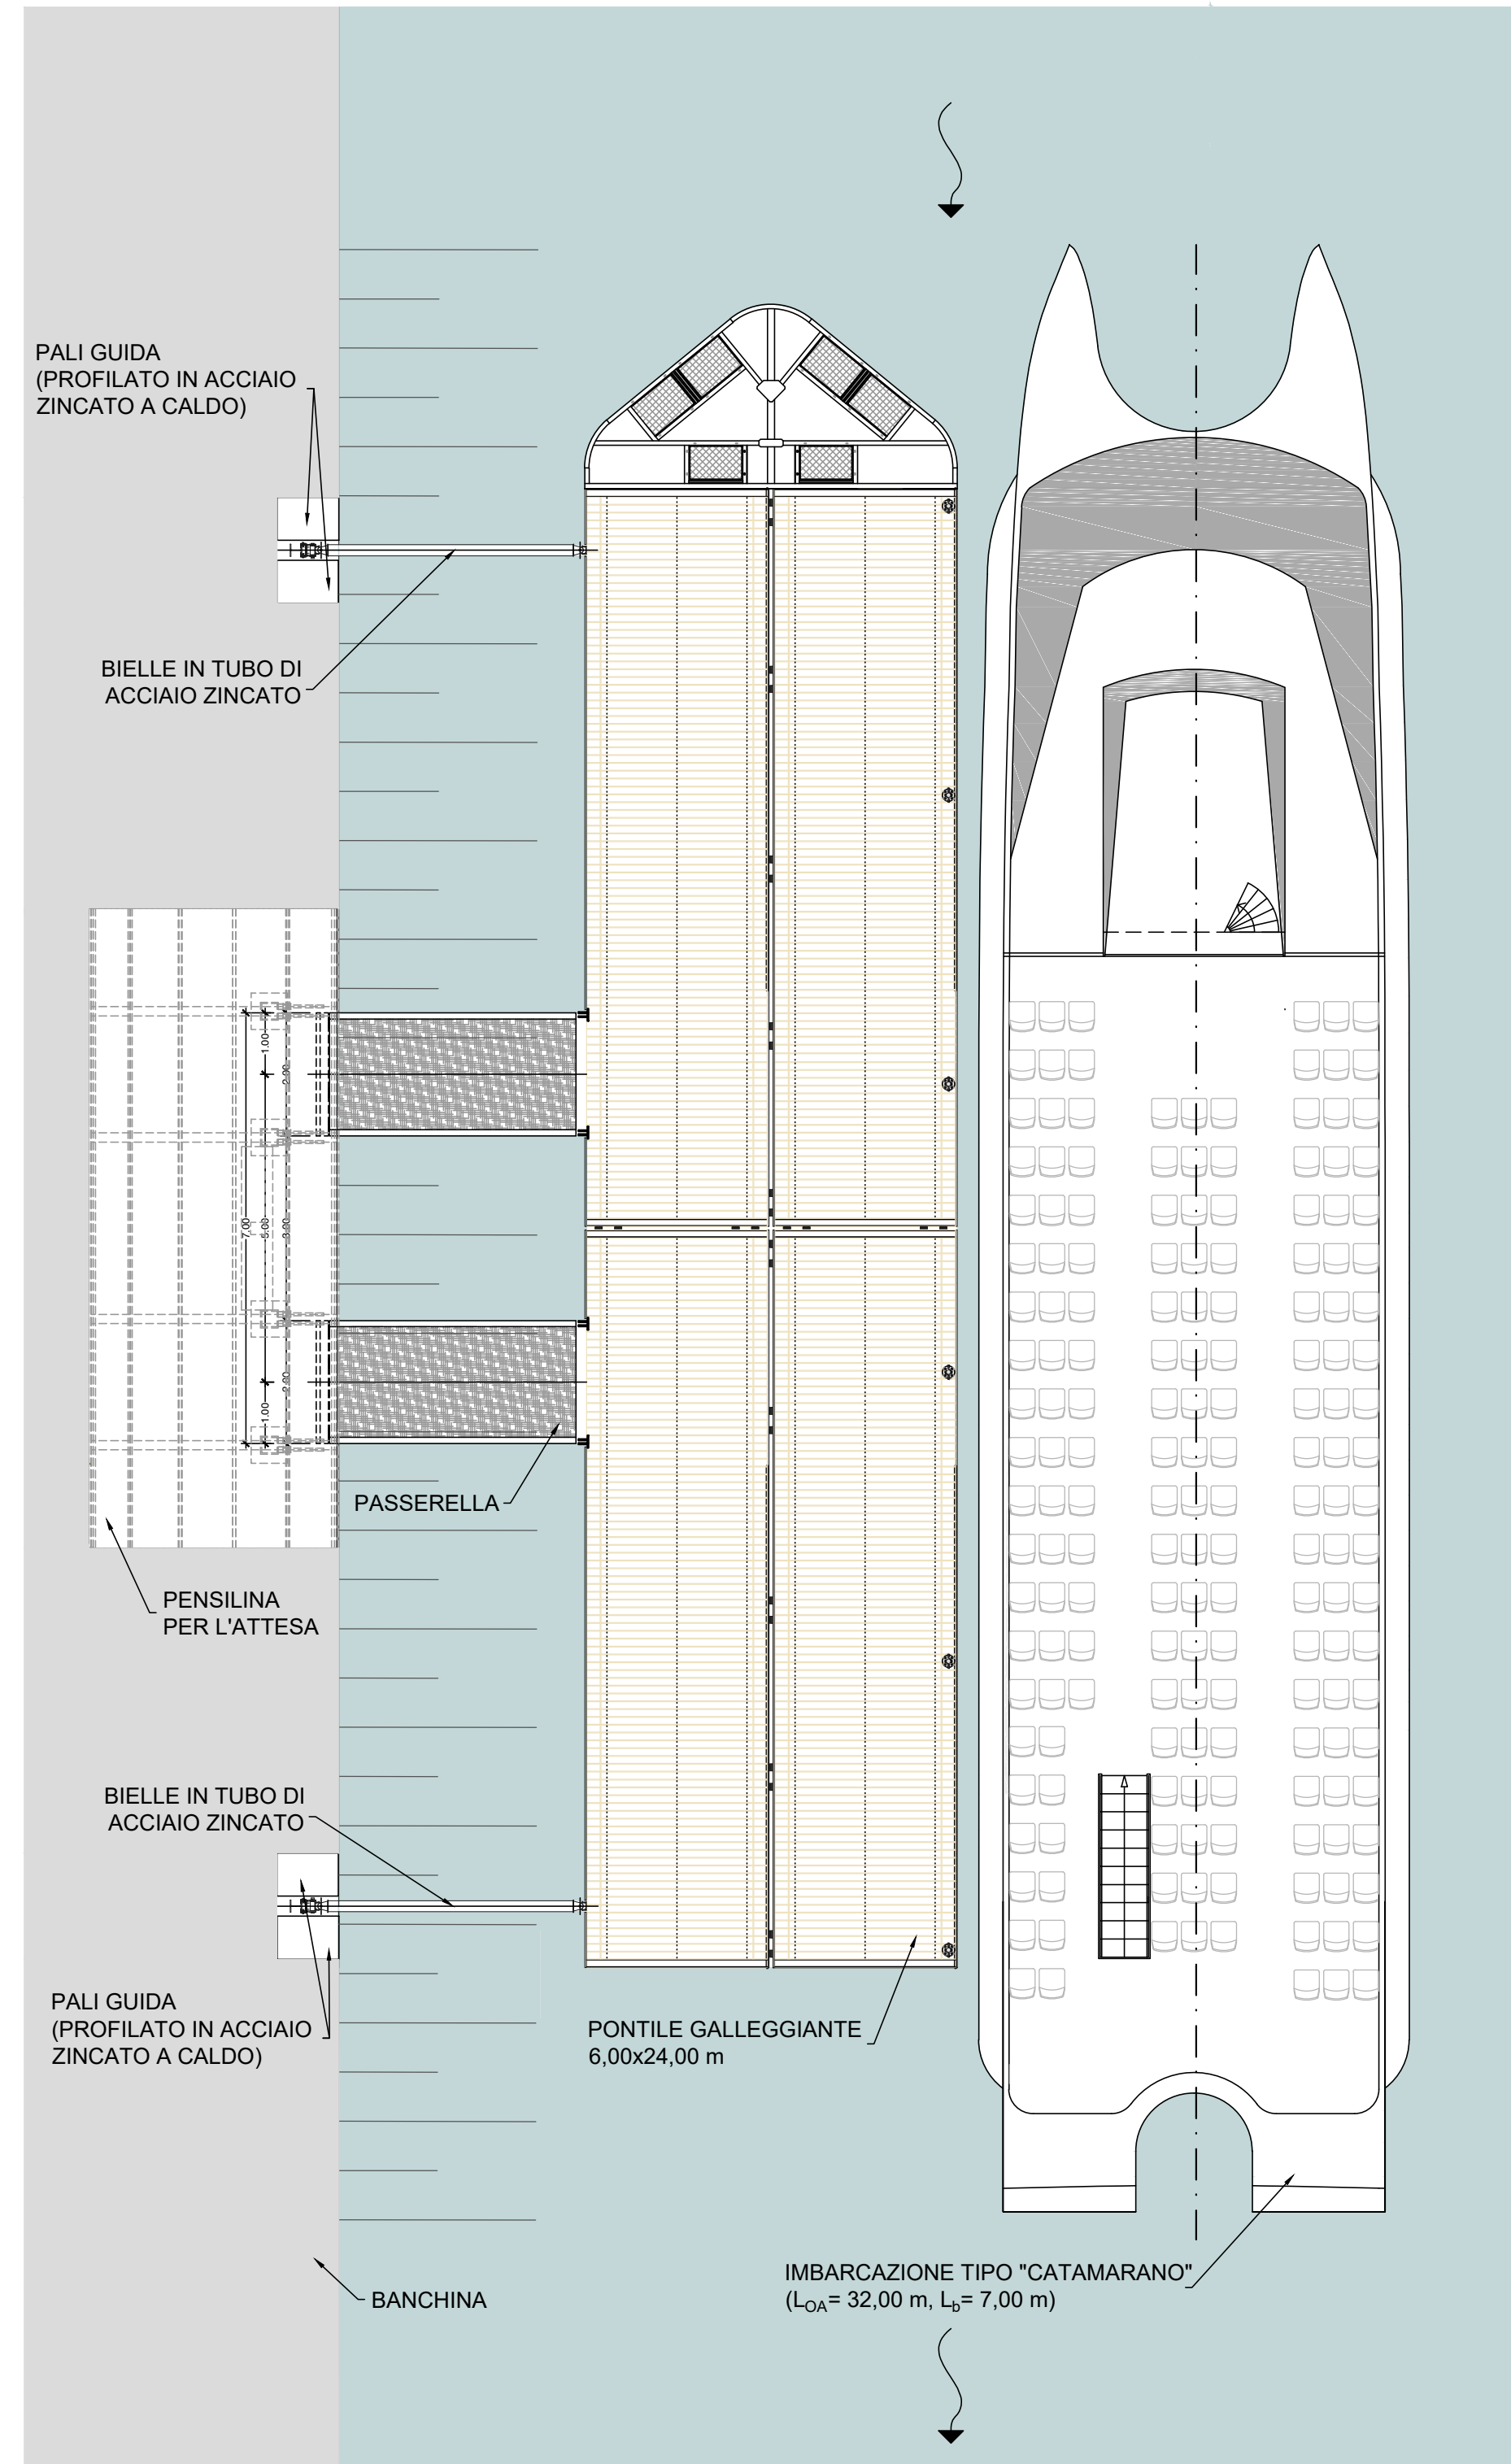 PALI GUIDA
(PROFILATO IN ACCIAIO
ZINCATO A CALDO)
BIELLE IN TUBO DI
ACCIAIO ZINCATO
1.00
2.00
7.00
5.00
3.00
2.00
1.00
PASSERELLA
PENSILINA
PER L'ATTESA
BIELLE IN TUBO DI
ACCIAIO ZINCATO
PALI GUIDA
(PROFILATO IN ACCIAIO
ZINCATO A CALDO)
PONTILE GALLEGGIANTE
6,00x24,00 m
IMBARCAZIONE TIPO "CATAMARANO"
(LOA= 32,00 m, Lb= 7,00 m)
BANCHINA